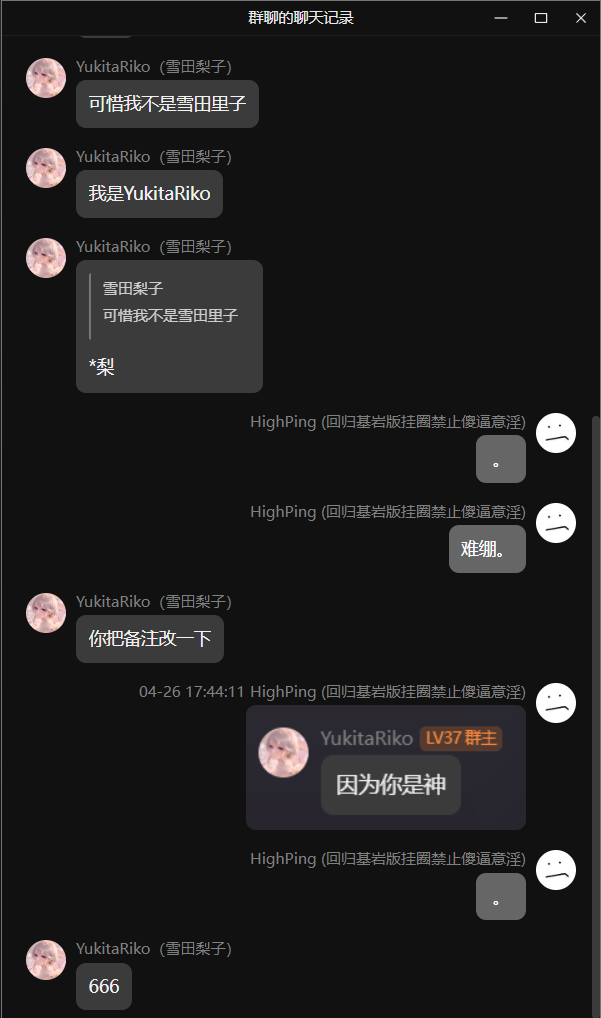 群聊的聊天记录
YukitaRiko (雪田梨子)
可惜我不是雪田里子
YukitaRiko (雪田梨子)
我是YukitaRiko
YukitaRiko (雪田梨子)
雪田梨子
可惜我不是雪田里子
*梨
HighPing (回归基岩版挂圈禁止傻逼意淫)
。
HighPing (回归基岩版挂圈禁止傻逼意淫)
难绷。
YukitaRiko (雪田梨子)
你把备注改一下
04-26 17:44:11 HighPing (回归基岩版挂圈禁止傻逼意淫)
YukitaRiko LV37 群主
因为你是神
HighPing (回归基岩版挂圈禁止傻逼意淫)
。
YukitaRiko (雪田梨子)
666